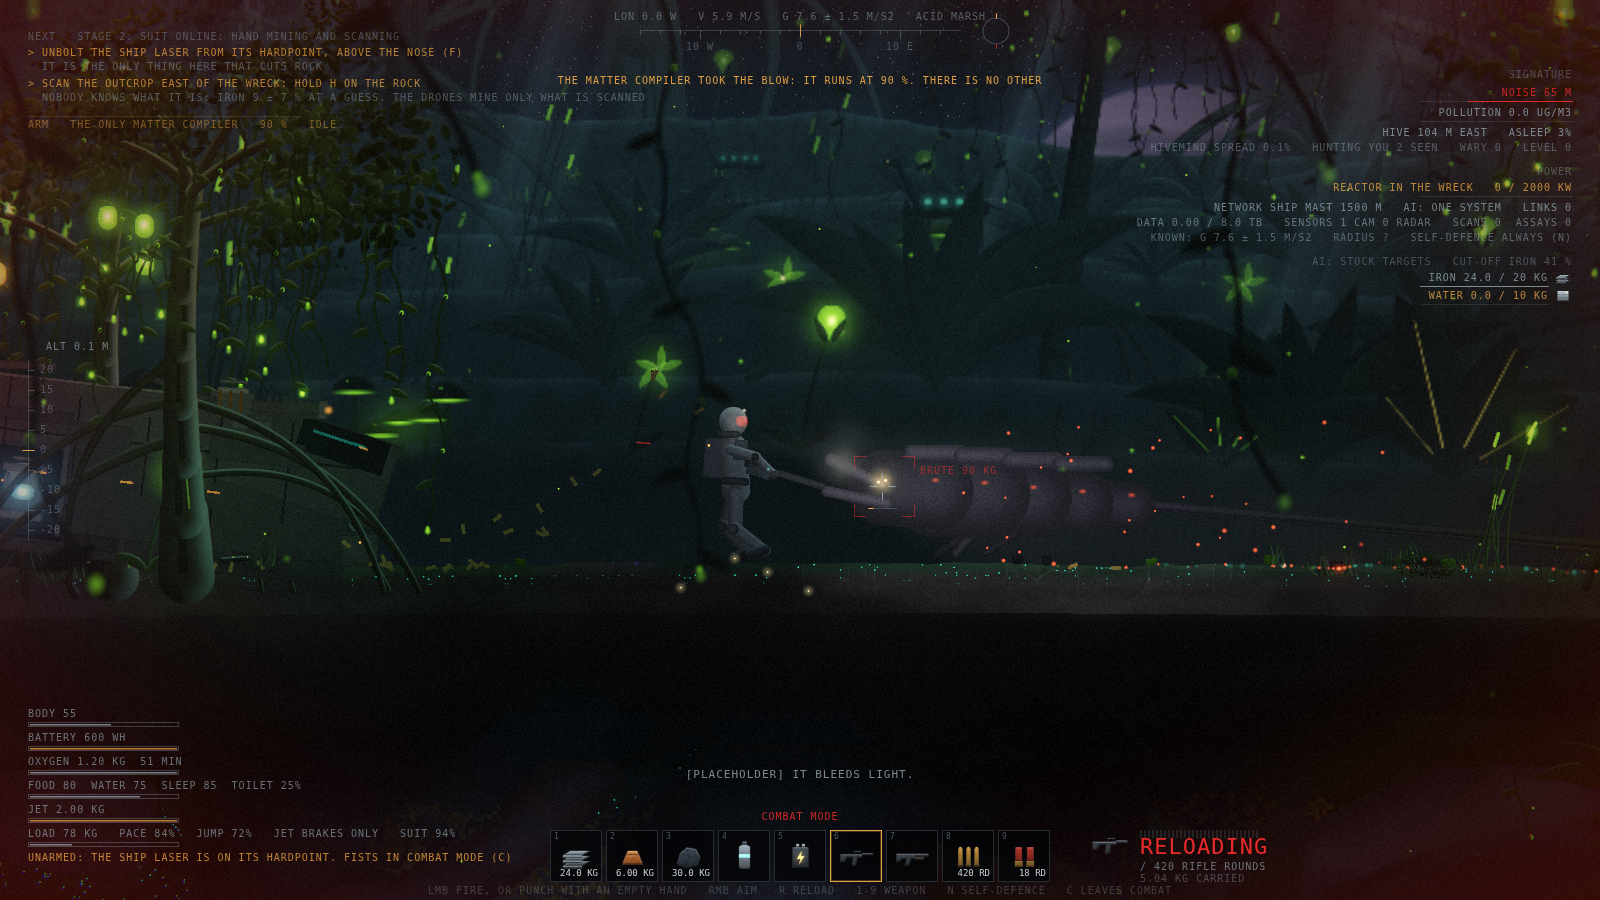 LON 0.0 W   V 5.9 M/S   G 7.6 ± 1.5 M/S2   ACID MARSH
10 W   0   10 E
NEXT   STAGE 2: SUIT ONLINE: HAND MINING AND SCANNING
> UNBOLT THE SHIP LASER FROM ITS HARDPOINT, ABOVE THE NOSE (F)
IT IS THE ONLY THING HERE THAT CUTS ROCK
> SCAN THE OUTCROP EAST OF THE WRECK: HOLD H ON THE ROCK
NOBODY KNOWS WHAT IT IS: IRON 9 ± 7 % AT A GUESS. THE DRONES MINE ONLY WHAT IS SCANNED
ARM   THE ONLY MATTER COMPILER   90 %   IDLE
THE MATTER COMPILER TOOK THE BLOW: IT RUNS AT 90 %. THERE IS NO OTHER
SIGNATURE
NOISE 65 M
POLLUTION 0.0 UG/M3
HIVE 104 M EAST   ASLEEP 3%
HIVEMIND SPREAD 0.1%   HUNTING YOU 2 SEEN   WARY 0   LEVEL 0
POWER
REACTOR IN THE WRECK   0 / 2000 KW
NETWORK SHIP MAST 1500 M   AI: ONE SYSTEM   LINKS 0
DATA 0.00 / 8.0 TB   SENSORS 1 CAM 0 RADAR   SCANS 0   ASSAYS 0
KNOWN: G 7.6 ± 1.5 M/S2   RADIUS ?   SELF-DEFENCE ALWAYS (N)
AI: STOCK TARGETS   CUT-OFF IRON 41 %
IRON 24.0 / 20 KG
WATER 0.0 / 10 KG
ALT 0.1 M
20
15
10
5
0
-5
-10
-15
-20
BRUTE 90 KG
BODY 55
BATTERY 600 WH
OXYGEN 1.20 KG  51 MIN
FOOD 80  WATER 75  SLEEP 85  TOILET 25%
JET 2.00 KG
LOAD 78 KG   PACE 84%   JUMP 72%   JET BRAKES ONLY   SUIT 94%
UNARMED: THE SHIP LASER IS ON ITS HARDPOINT. FISTS IN COMBAT MODE (C)
[PLACEHOLDER] IT BLEEDS LIGHT.
COMBAT MODE
1 2 3 4 5 6 7 8 9
24.0 KG   6.00 KG   30.0 KG   420 RD   18 RD
RELOADING
/ 420 RIFLE ROUNDS
5.04 KG CARRIED
LMB FIRE, OR PUNCH WITH AN EMPTY HAND   RMB AIM   R RELOAD   1-9 WEAPON   N SELF-DEFENCE   C LEAVES COMBAT